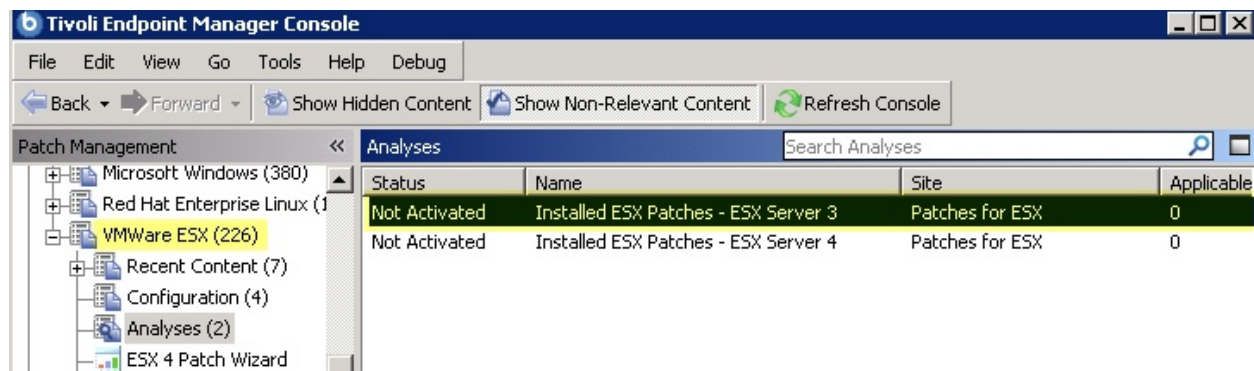 Tivoli Endpoint Manager Console
File Edit View Go Tools Help Debug
Back Forward Show Hidden Content Show Non-Relevant Content Refresh Console
Patch Management << Analyses Search Analyses
Microsoft Windows (380)
Red Hat Enterprise Linux (1
VMWare ESX (226)
Recent Content (7)
Configuration (4)
Analyses (2)
ESX 4 Patch Wizard
Status Name Site Applicable
Not Activated Installed ESX Patches - ESX Server 3 Patches for ESX 0
Not Activated Installed ESX Patches - ESX Server 4 Patches for ESX 0